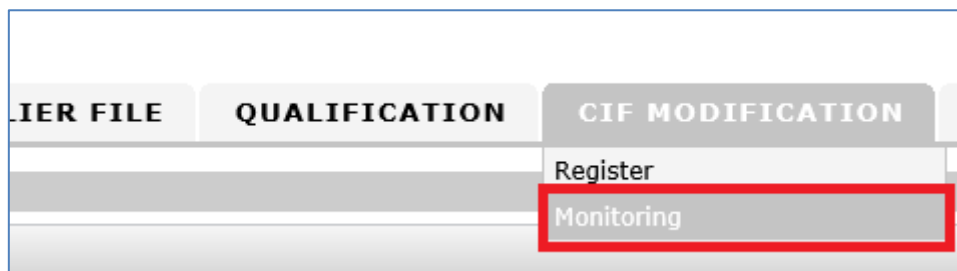 LIER FILE QUALIFICATION CIF MODIFICATION
Register
Monitoring